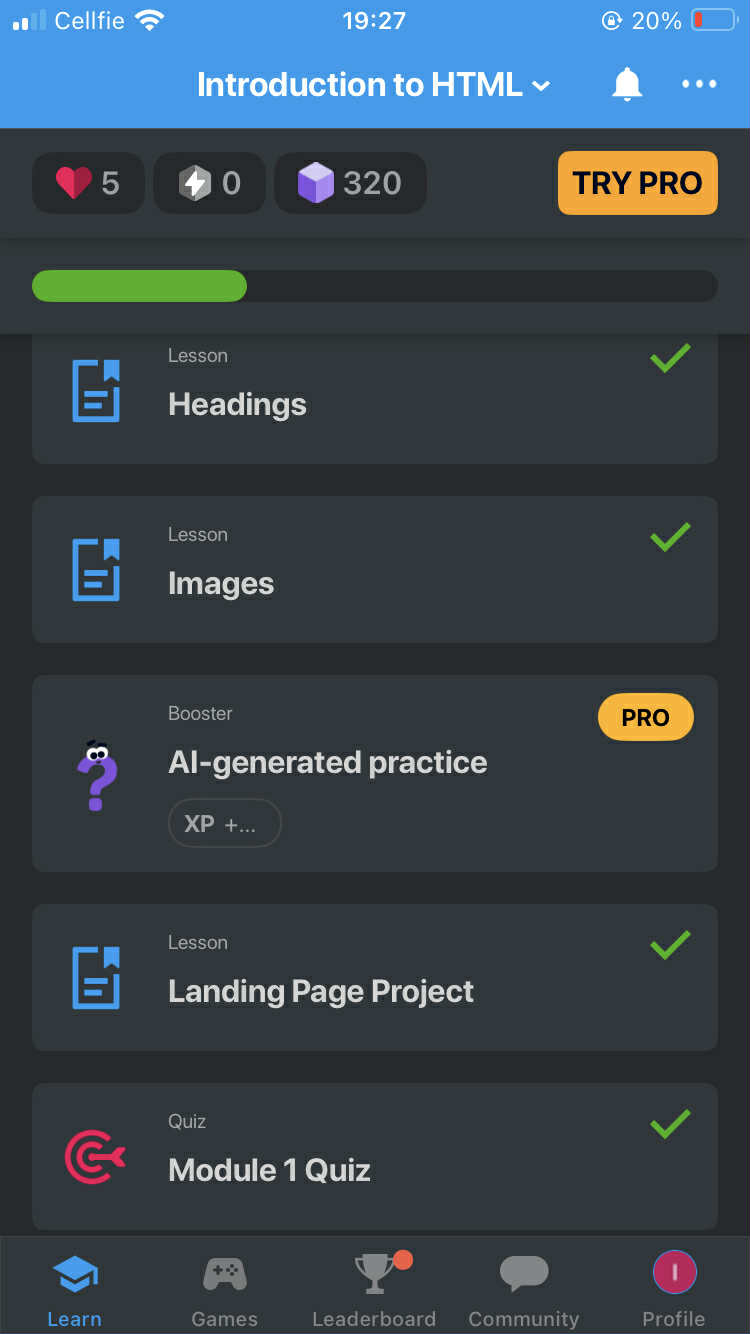 Cellfie 19:27 20%
Introduction to HTML
5 0 320 TRY PRO
Lesson
Headings
Lesson
Images
Booster
PRO
AI-generated practice
XP +...
Lesson
Landing Page Project
Quiz
Module 1 Quiz
I
Learn Games Leaderboard Community Profile